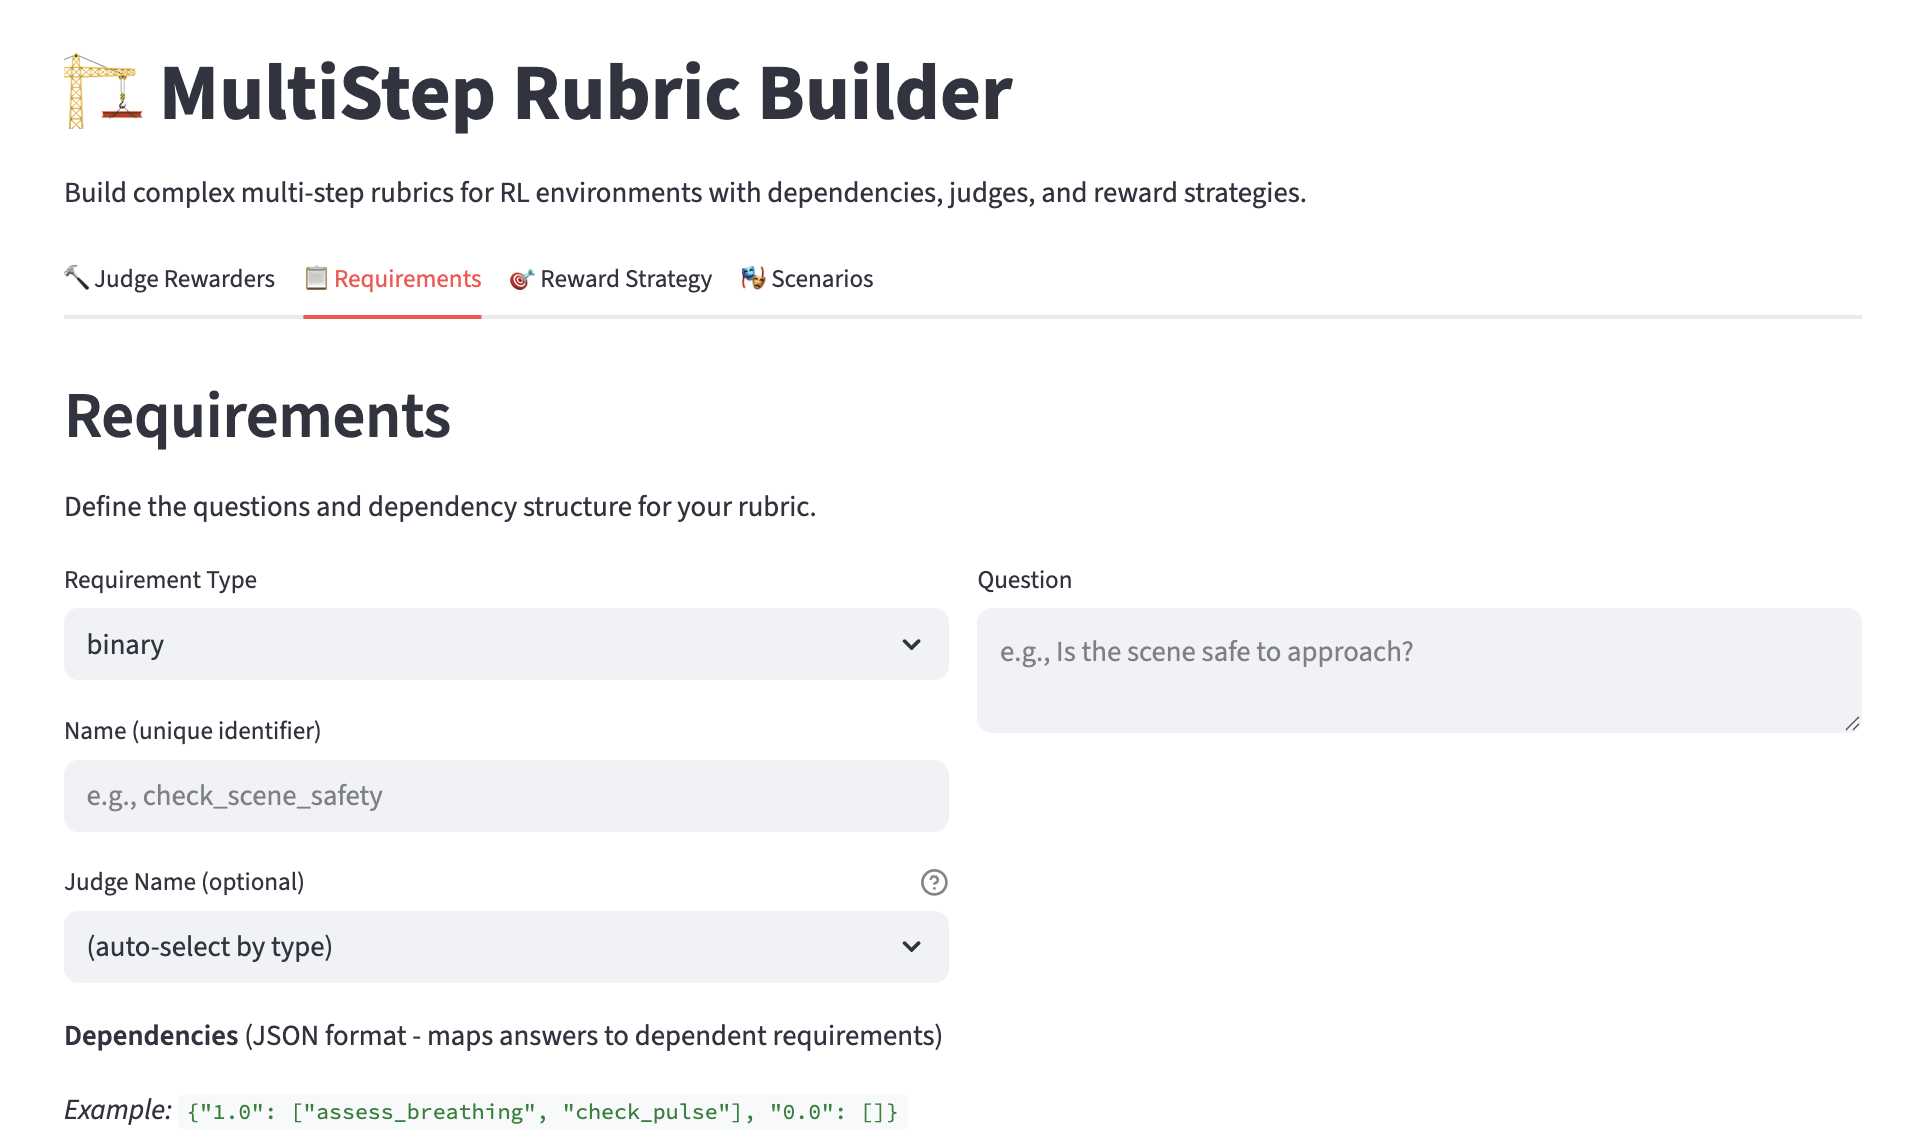 MultiStep Rubric Builder
Build complex multi-step rubrics for RL environments with dependencies, judges, and reward strategies.
Judge Rewarders
Requirements
Reward Strategy
Scenarios
Requirements
Define the questions and dependency structure for your rubric.
Requirement Type
binary
Name (unique identifier)
e.g., check_scene_safety
Judge Name (optional)
(auto-select by type)
Question
e.g., Is the scene safe to approach?
Dependencies (JSON format - maps answers to dependent requirements)
Example: {"1.0": ["assess_breathing", "check_pulse"], "0.0": []}